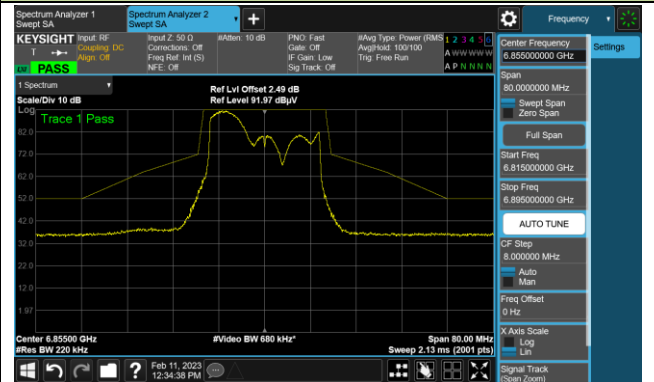 Spectrum Analyzer 1
Swept SA
Spectrum Analyzer 2
Swept SA
Frequency
KEYSIGHT
Input: RF
Coupling: DC
Align: Off
Input Z: 50 Ω
Corrections: Off
Freq Ref: Int (S)
NFE: Off
#Atten: 10 dB
PNO: Fast
Gate: Off
IF Gain: Low
Sig Track: Off
#Avg Type: Power (RMS
Avg|Hold: 100/100
Trig: Free Run
1 2 3 4 5 6
A W W W W W
A P N N N N
PASS
1 Spectrum
Scale/Div 10 dB
Ref Lvl Offset 2.49 dB
Ref Level 91.97 dBµV
Log
Trace 1 Pass
82.0
72.0
62.0
52.0
42.0
32.0
22.0
12.0
1.97
Center 6.85500 GHz
#Res BW 220 kHz
#Video BW 680 kHz*
Span 80.00 MHz
Sweep 2.13 ms (2001 pts)
Feb 11, 2023
12:34:38 PM
Center Frequency
6.855000000 GHz
Settings
Span
80.0000000 MHz
Swept Span
Zero Span
Full Span
Start Freq
6.815000000 GHz
Stop Freq
6.895000000 GHz
AUTO TUNE
CF Step
8.000000 MHz
Auto
Man
Freq Offset
0 Hz
X Axis Scale
Log
Lin
Signal Track
(Span Zoom)